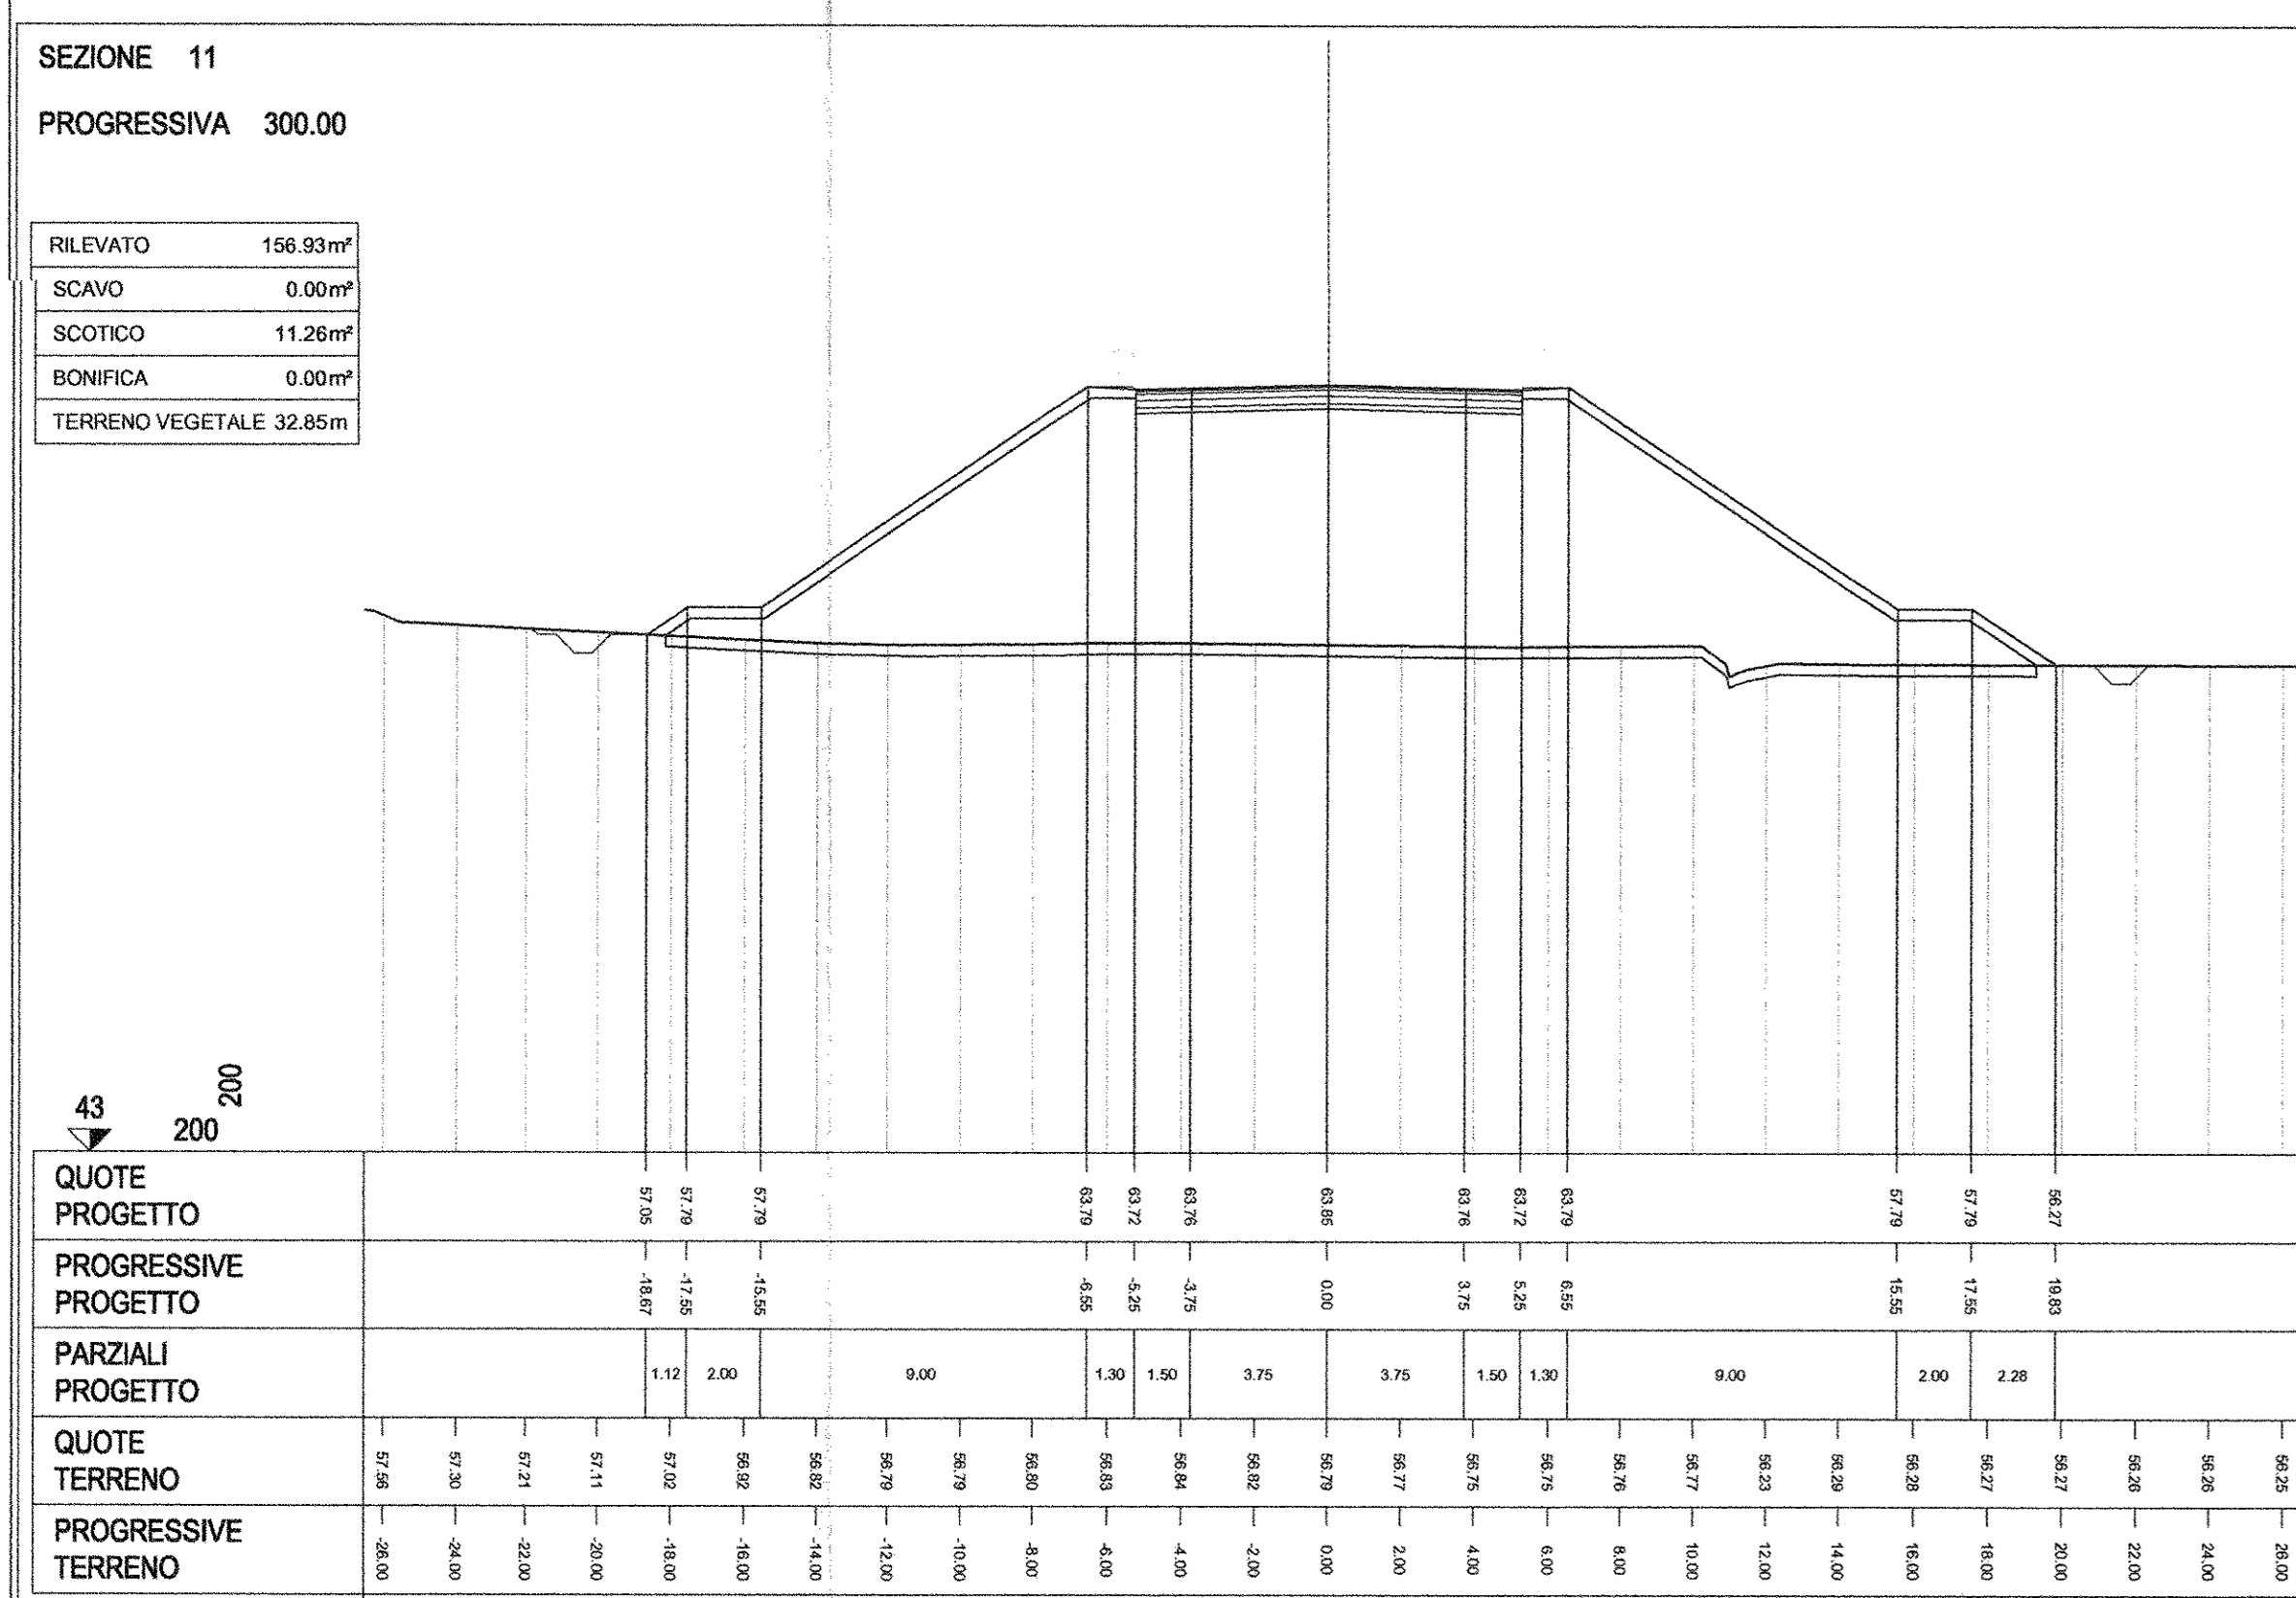 SEZIONE 11
PROGRESSIVA 300.00
RILEVATO 156.93m²
SCAVO 0.00m²
SCOTICO 11.26m²
BONIFICA 0.00m²
TERRENO VEGETALE 32.85m
200
43
200
QUOTE
PROGETTO
57.05 57.79 57.79 63.79 63.72 63.76 63.85 63.76 63.72 63.79 57.79 57.79 56.27
PROGRESSIVE
PROGETTO
-18.67 -17.55 -15.55 -6.55 -5.25 -3.75 0.00 3.75 5.25 6.55 15.55 17.55 19.83
PARZIALI
PROGETTO
1.12 2.00 9.00 1.30 1.50 3.75 3.75 1.50 1.30 9.00 2.00 2.28
QUOTE
TERRENO
57.56 57.30 57.21 57.11 57.02 56.92 56.82 56.79 56.79 56.80 56.83 56.84 56.82 56.79 56.77 56.75 56.75 56.76 56.77 56.23 56.29 56.28 56.27 56.27 56.26 56.26 56.25
PROGRESSIVE
TERRENO
-26.00 -24.00 -22.00 -20.00 -18.00 -16.00 -14.00 -12.00 -10.00 -8.00 -6.00 -4.00 -2.00 0.00 2.00 4.00 6.00 8.00 10.00 12.00 14.00 16.00 18.00 20.00 22.00 24.00 26.00